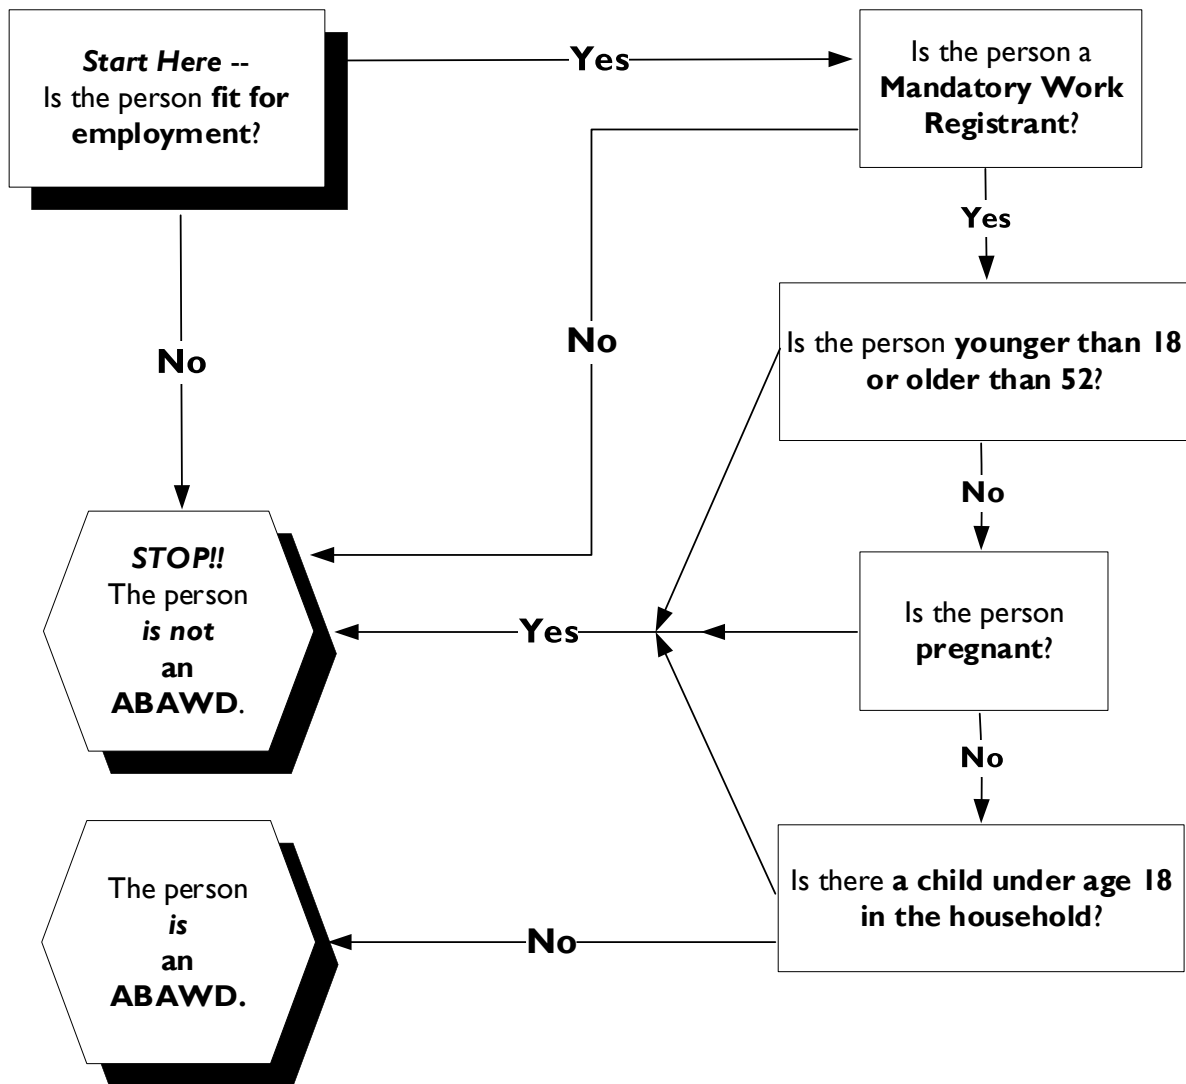 Start Here --
Is the person fit for
employment?
Yes
Is the person a
Mandatory Work
Registrant?
Yes
No
No
Is the person younger than 18
or older than 52?
No
STOP!!
The person
is not
an
ABAWD.
Yes
Is the person
pregnant?
No
Is there a child under age 18
in the household?
The person
is
an
ABAWD.
No